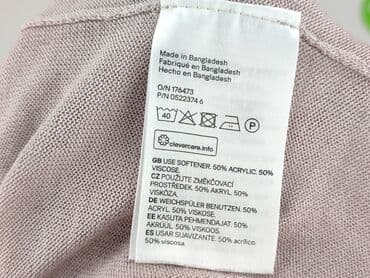 Made in Bangladesh
Fabriqué en Bangladesh
Hecho en Bangladesh
O/N 176473
P/N 0522374 6
40 P
clevercare.info
GB USE SOFTENER. 50% ACRYLIC. 50%
VISCOSE.
CZ POUŽIJTE ZMĚKČOVACÍ
PROSTŘEDEK. 50% AKRYL. 50%
VISKÓZA.
DE WEICHSPÜLER BENUTZEN. 50%
ACRYL. 50% VISKOSE.
EE KASUTA PEHMENDAJAT. 50%
AKRÜÜL. 50% VISKOOS.
ES USAR SUAVIZANTE. 50% acrílico.
50% viscosa